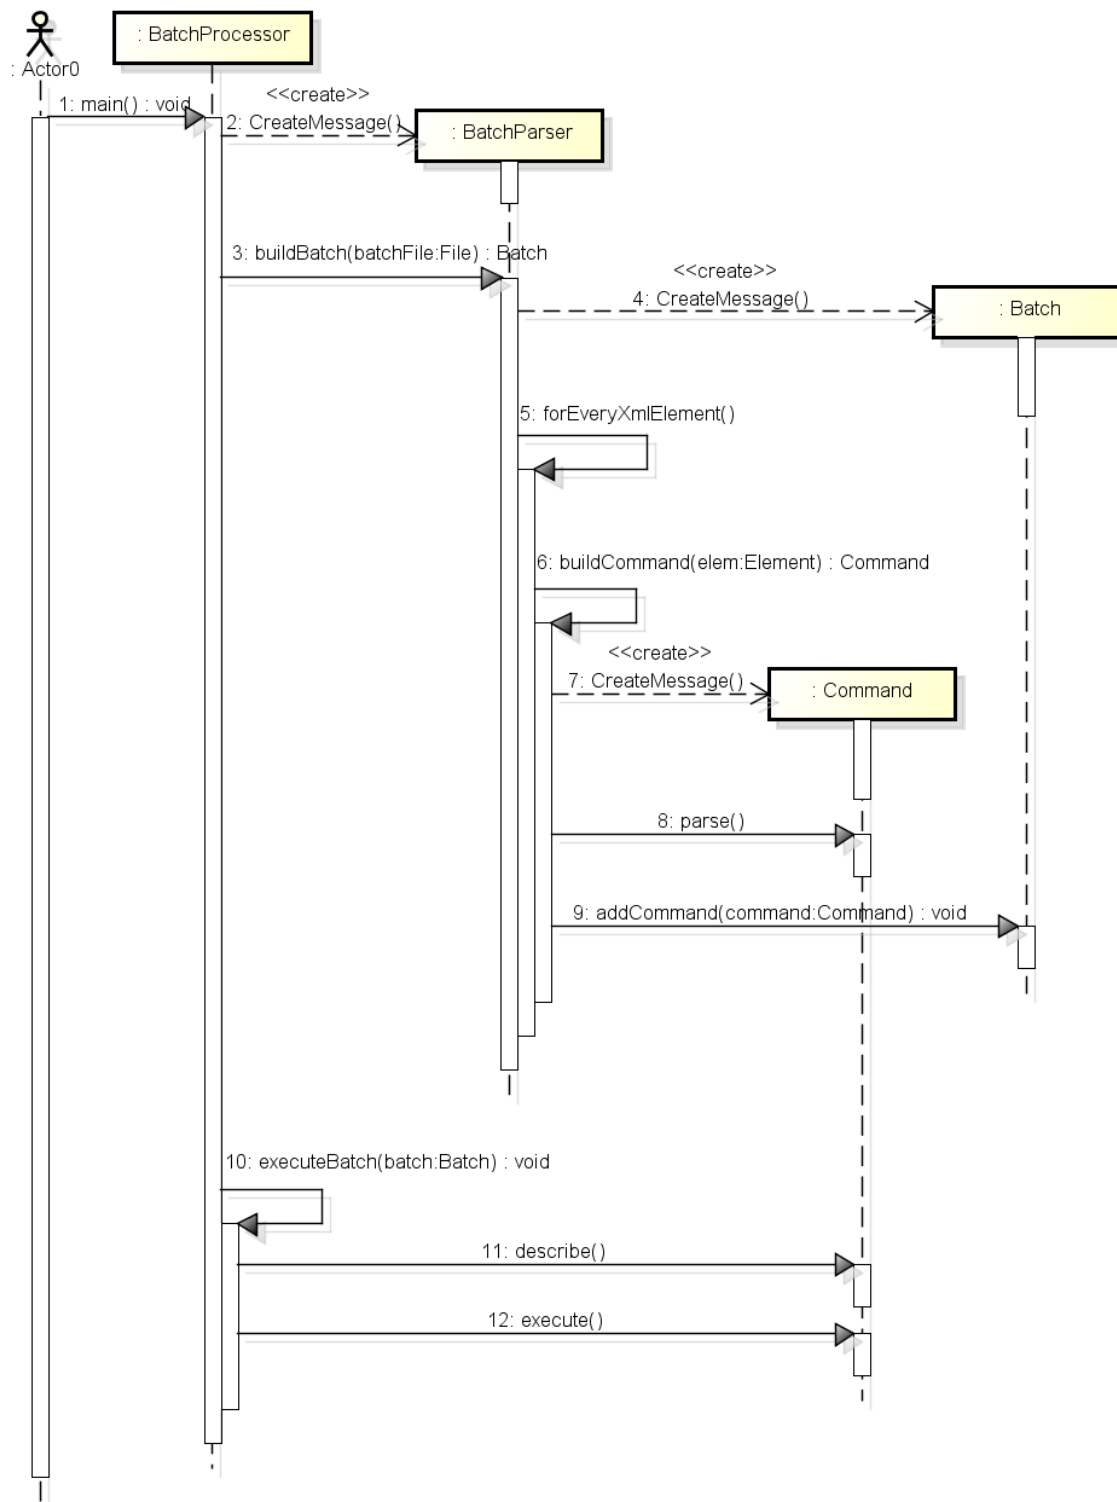 : BatchProcessor
: Actor0
<<create>>
1: main() : void
2: CreateMessage()
: BatchParser
3: buildBatch(batchFile:File) : Batch
<<create>>
4: CreateMessage()
: Batch
5: forEveryXmlElement()
6: buildCommand(elem:Element) : Command
<<create>>
7: CreateMessage()
: Command
8: parse()
9: addCommand(command:Command) : void
10: executeBatch(batch:Batch) : void
11: describe()
12: execute()